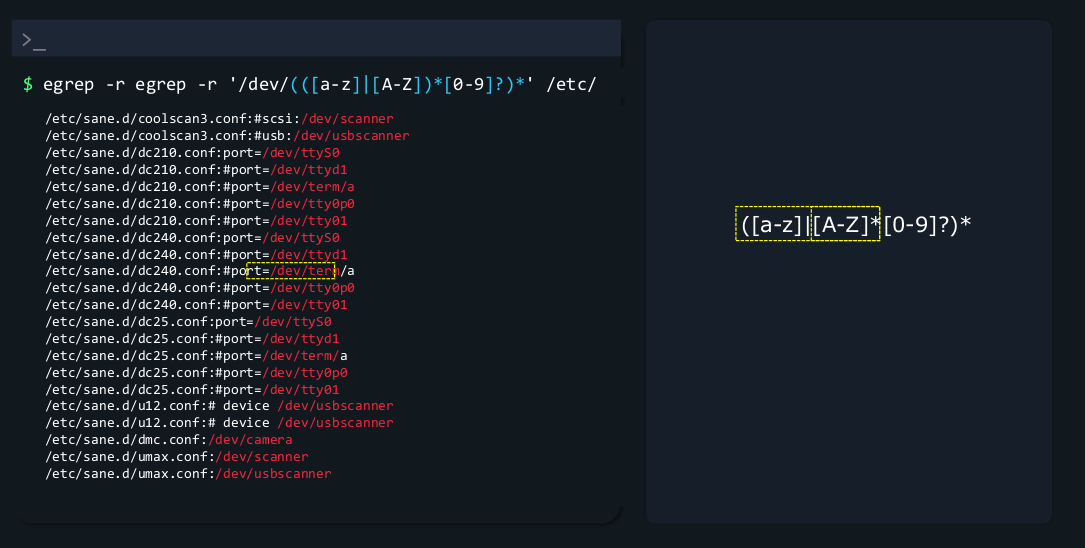 >_
$ egrep -r egrep -r '/dev/(([a-z]|[A-Z])*[0-9]?)*' /etc/
/etc/sane.d/coolscan3.conf:#scsi:/dev/scanner
/etc/sane.d/coolscan3.conf:#usb:/dev/usbscanner
/etc/sane.d/dc210.conf:port=/dev/ttyS0
/etc/sane.d/dc210.conf:#port=/dev/ttyd1
/etc/sane.d/dc210.conf:#port=/dev/term/a
/etc/sane.d/dc210.conf:#port=/dev/tty0p0
/etc/sane.d/dc210.conf:#port=/dev/tty01
/etc/sane.d/dc240.conf:port=/dev/ttyS0
/etc/sane.d/dc240.conf:#port=/dev/ttyd1
/etc/sane.d/dc240.conf:#port=/dev/term/a
/etc/sane.d/dc240.conf:#port=/dev/tty0p0
/etc/sane.d/dc240.conf:#port=/dev/tty01
/etc/sane.d/dc25.conf:port=/dev/ttyS0
/etc/sane.d/dc25.conf:#port=/dev/ttyd1
/etc/sane.d/dc25.conf:#port=/dev/term/a
/etc/sane.d/dc25.conf:#port=/dev/tty0p0
/etc/sane.d/dc25.conf:#port=/dev/tty01
/etc/sane.d/u12.conf:# device /dev/usbscanner
/etc/sane.d/u12.conf:# device /dev/usbscanner
/etc/sane.d/dmc.conf:/dev/camera
/etc/sane.d/umax.conf:/dev/scanner
/etc/sane.d/umax.conf:/dev/usbscanner
([a-z]|[A-Z]*[0-9]?)*